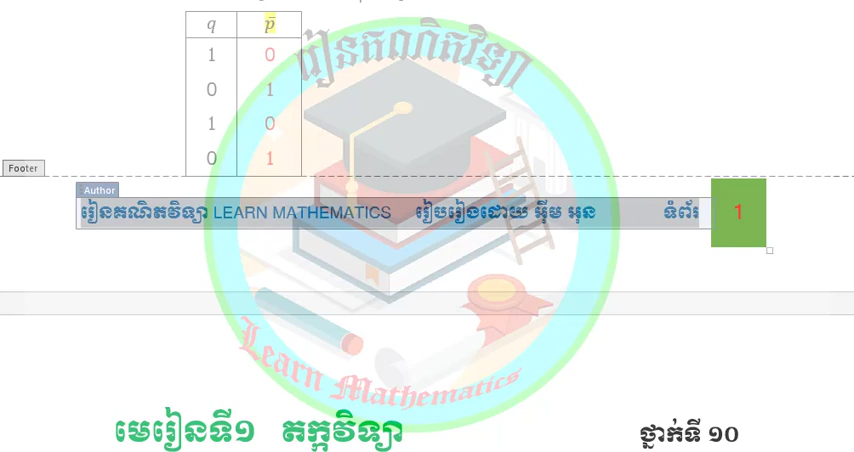 q p̄
1 0
0 1
1 0
0 1
រៀនគណិតវិទ្យា
Footer
Author
រៀនគណិតវិទ្យា LEARN MATHEMATICS រៀបរៀងដោយ អ៊ីម អុន ទំព័រ 1
Learn Mathematics
មេរៀនទី១ តក្កវិទ្យា ថ្នាក់ទី ១០